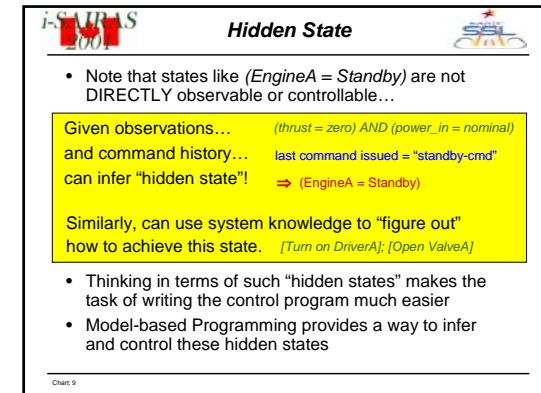 i-SAIRAS
2001
Hidden State
SSL
• Note that states like (EngineA = Standby) are not
DIRECTLY observable or controllable…
Given observations… (thrust = zero) AND (power_in = nominal)
and command history… last command issued = “standby-cmd”
can infer “hidden state”! ⇒ (EngineA = Standby)
Similarly, can use system knowledge to “figure out”
how to achieve this state. [Turn on DriverA]; [Open ValveA]
• Thinking in terms of such “hidden states” makes the
task of writing the control program much easier
• Model-based Programming provides a way to infer
and control these hidden states
Chart: 9